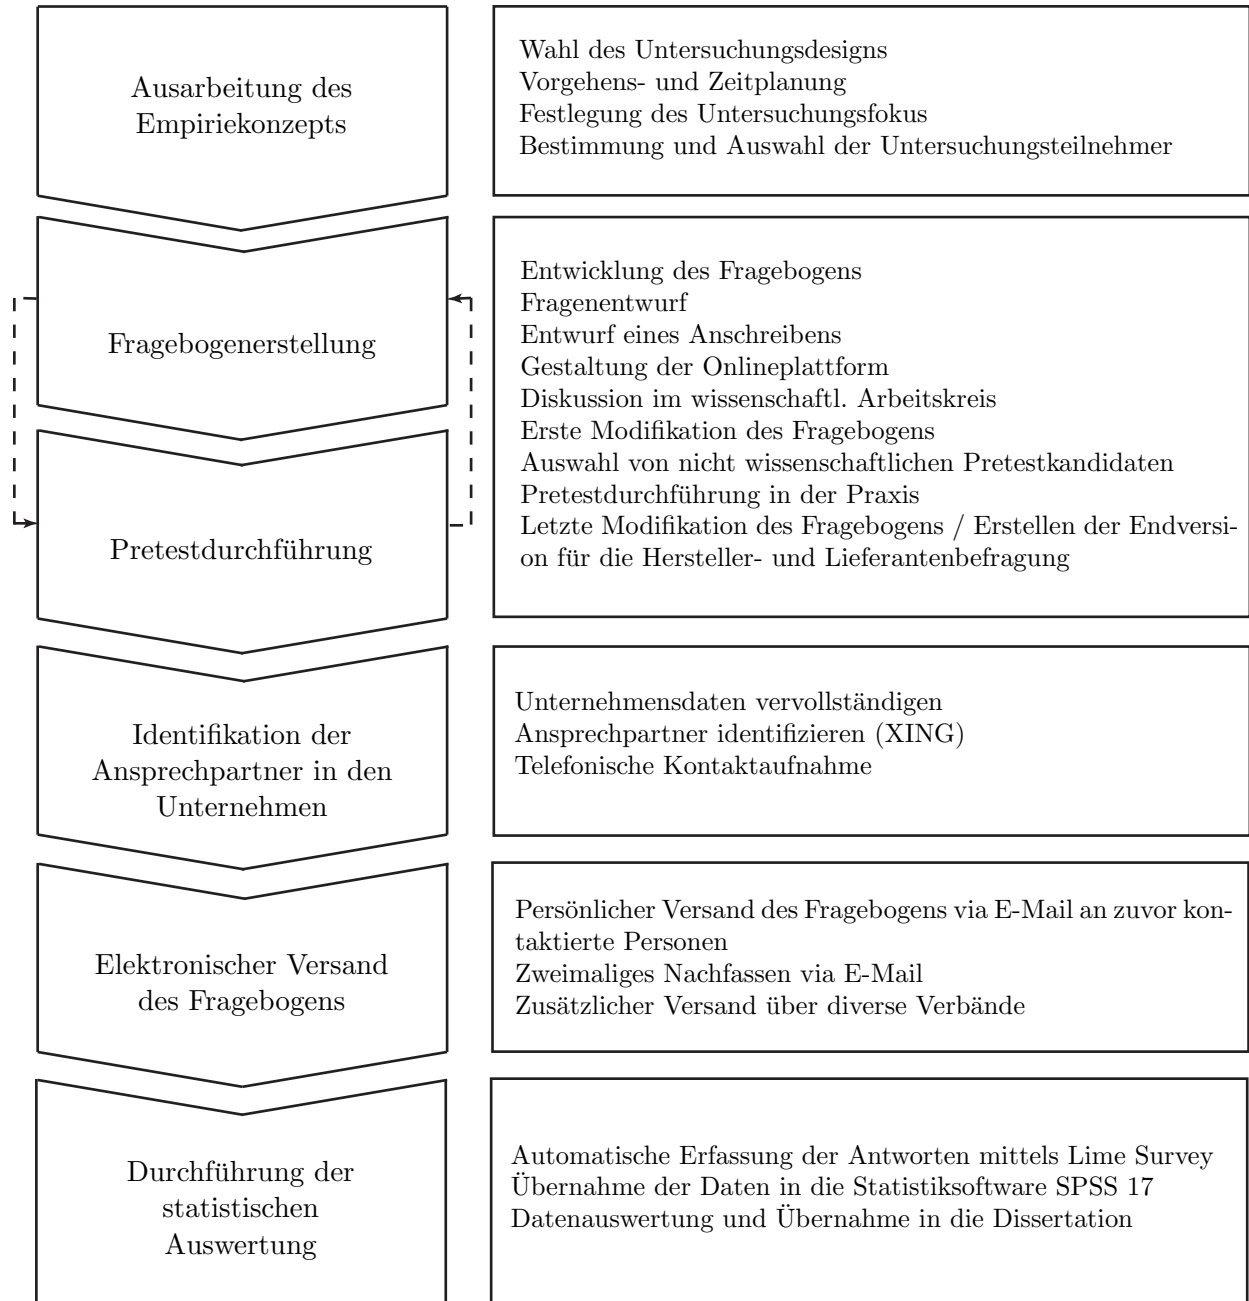 Ausarbeitung des
Empiriekonzepts
Wahl des Untersuchungsdesigns
Vorgehens- und Zeitplanung
Festlegung des Untersuchungsfokus
Bestimmung und Auswahl der Untersuchungsteilnehmer
Fragebogenerstellung
Pretestdurchführung
Entwicklung des Fragebogens
Fragenentwurf
Entwurf eines Anschreibens
Gestaltung der Onlineplattform
Diskussion im wissenschaftl. Arbeitskreis
Erste Modifikation des Fragebogens
Auswahl von nicht wissenschaftlichen Pretestkandidaten
Pretestdurchführung in der Praxis
Letzte Modifikation des Fragebogens / Erstellen der Endversi-
on für die Hersteller- und Lieferantenbefragung
Identifikation der
Ansprechpartner in den
Unternehmen
Unternehmensdaten vervollständigen
Ansprechpartner identifizieren (XING)
Telefonische Kontaktaufnahme
Elektronischer Versand
des Fragebogens
Persönlicher Versand des Fragebogens via E-Mail an zuvor kon-
taktierte Personen
Zweimaliges Nachfassen via E-Mail
Zusätzlicher Versand über diverse Verbände
Durchführung der
statistischen
Auswertung
Automatische Erfassung der Antworten mittels Lime Survey
Übernahme der Daten in die Statistiksoftware SPSS 17
Datenauswertung und Übernahme in die Dissertation